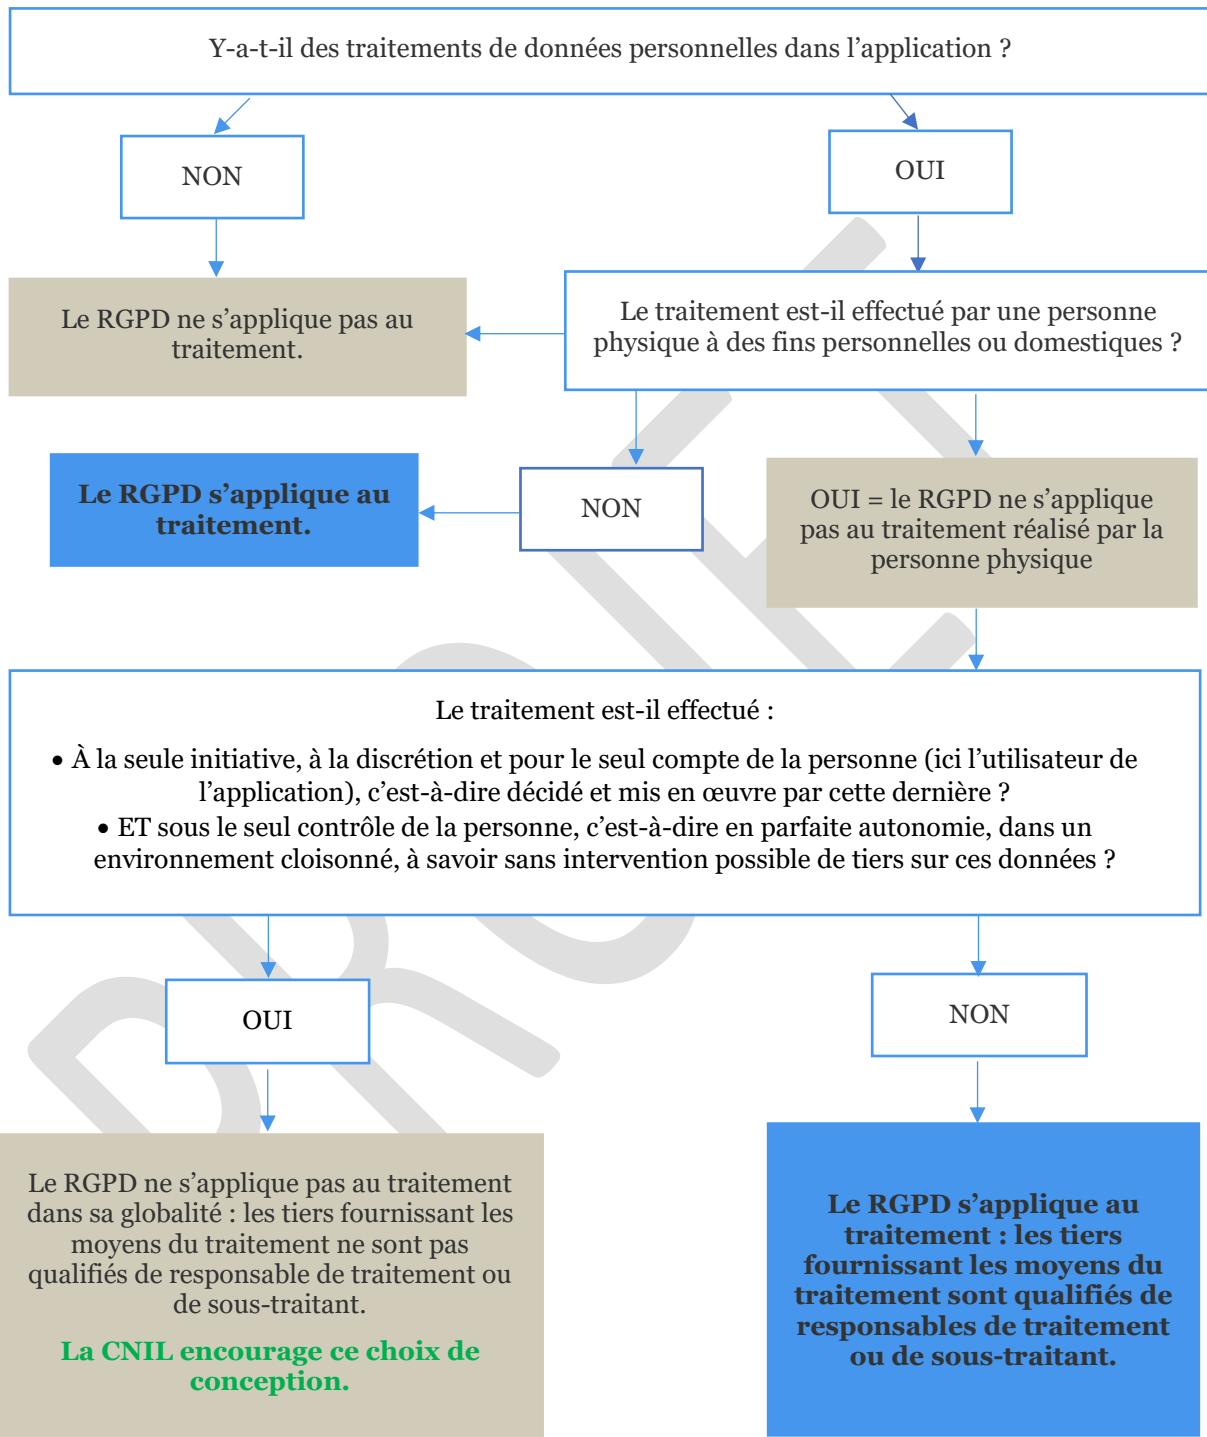 Y-a-t-il des traitements de données personnelles dans l’application ?
NON
OUI
Le RGPD ne s’applique pas au
traitement.
Le traitement est-il effectué par une personne
physique à des fins personnelles ou domestiques ?
Le RGPD s’applique au
traitement.
NON
OUI = le RGPD ne s’applique
pas au traitement réalisé par la
personne physique
Le traitement est-il effectué :
• À la seule initiative, à la discrétion et pour le seul compte de la personne (ici l’utilisateur de
l’application), c’est-à-dire décidé et mis en œuvre par cette dernière ?
• ET sous le seul contrôle de la personne, c’est-à-dire en parfaite autonomie, dans un
environnement cloisonné, à savoir sans intervention possible de tiers sur ces données ?
OUI
NON
Le RGPD ne s’applique pas au traitement
dans sa globalité : les tiers fournissant les
moyens du traitement ne sont pas
qualifiés de responsable de traitement ou
de sous-traitant.
La CNIL encourage ce choix de
conception.
Le RGPD s’applique au
traitement : les tiers
fournissant les moyens du
traitement sont qualifiés de
responsables de traitement
ou de sous-traitant.
PROJET